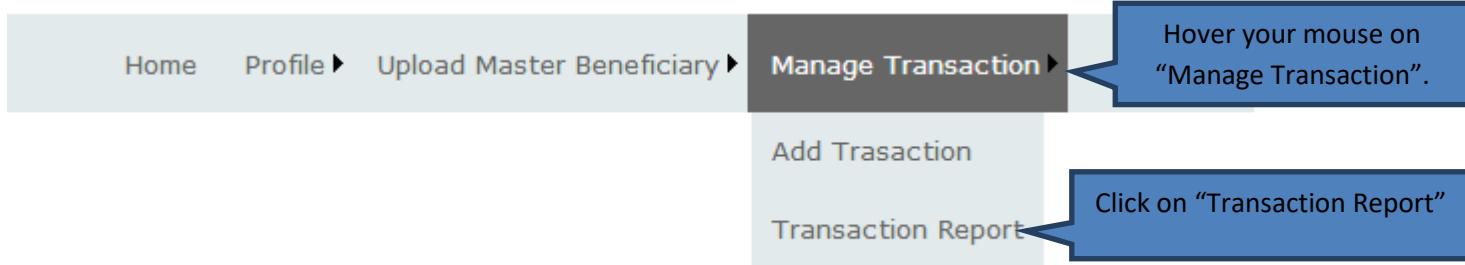 Home Profile Upload Master Beneficiary Manage Transaction
Hover your mouse on
“Manage Transaction”.
Add Trasaction
Transaction Report
Click on “Transaction Report”